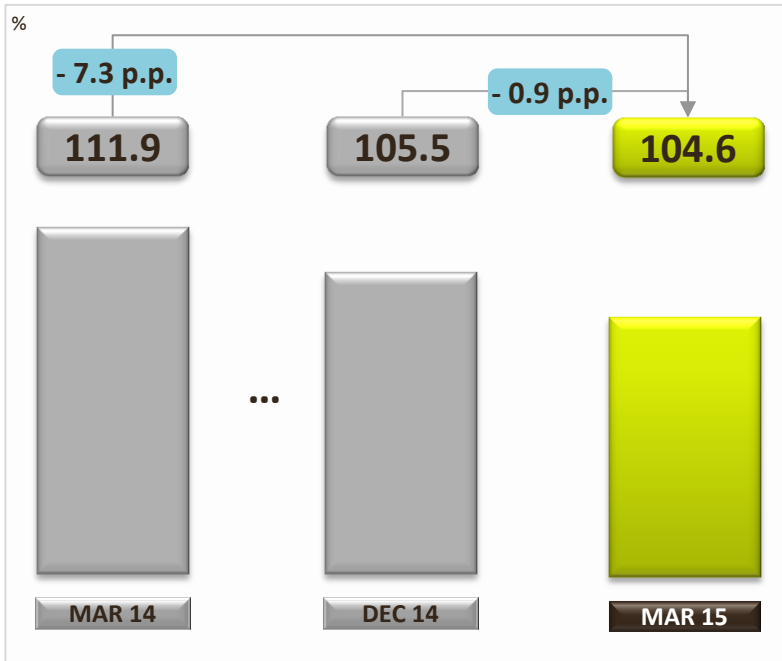 %
- 7.3 p.p.
- 0.9 p.p.
111.9
105.5
104.6
...
MAR 14
DEC 14
MAR 15